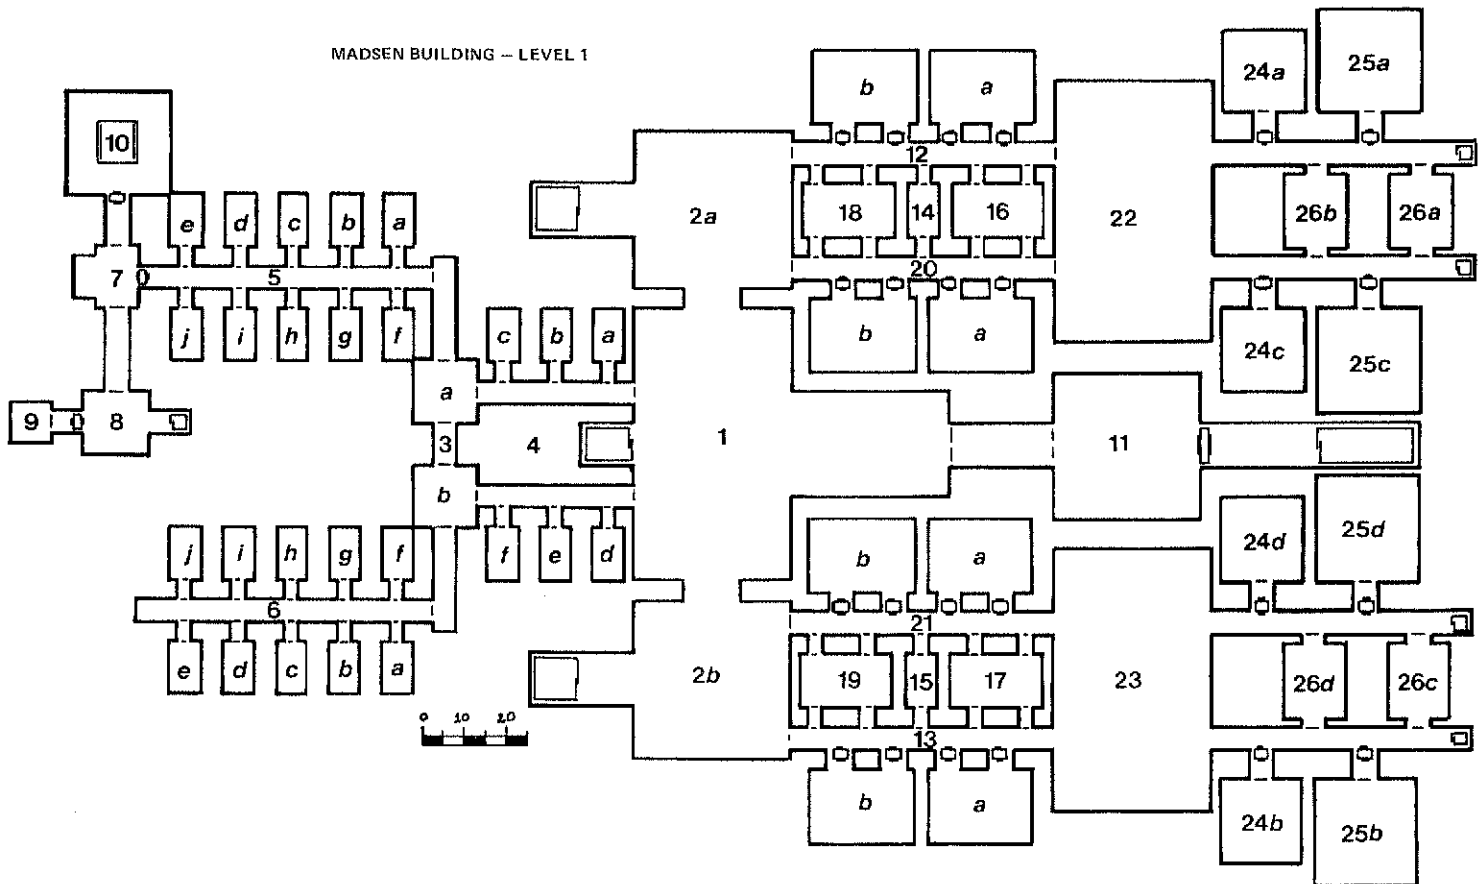 MADSEN BUILDING — LEVEL 1
24a 25a
b a
10
12
e d c b a
2a 18 14 16 22 26b 26a
7 5 20
j i h g f
c b a
b a
24c 25c
a
9 8 3 4 1 11
b
24d 25d
j i h g f
f e d
b a
6 21
e d c b a
2b 19 15 17 23 26d 26c
0 10 20
13
b a
24b 25b